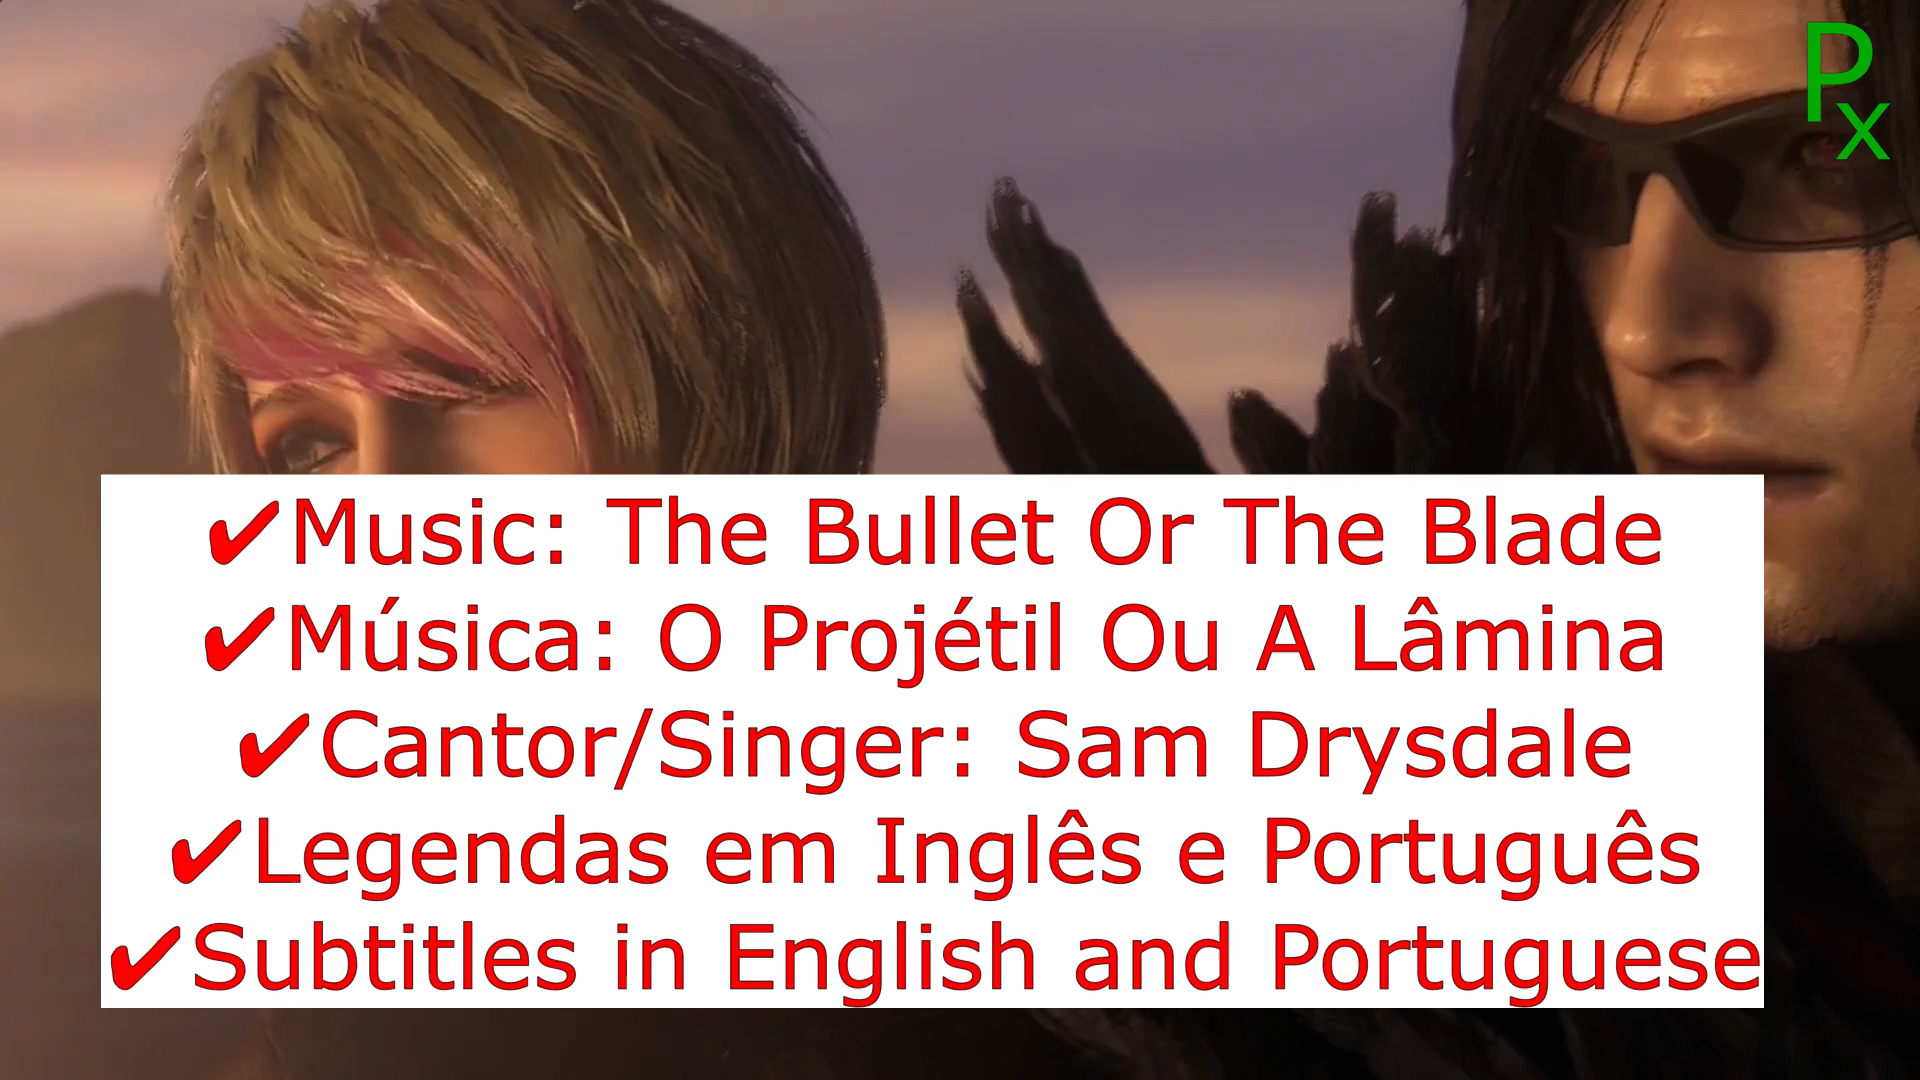 Px
✔Music: The Bullet Or The Blade
✔Música: O Projétil Ou A Lâmina
✔Cantor/Singer: Sam Drysdale
✔Legendas em Inglês e Português
✔Subtitles in English and Portuguese